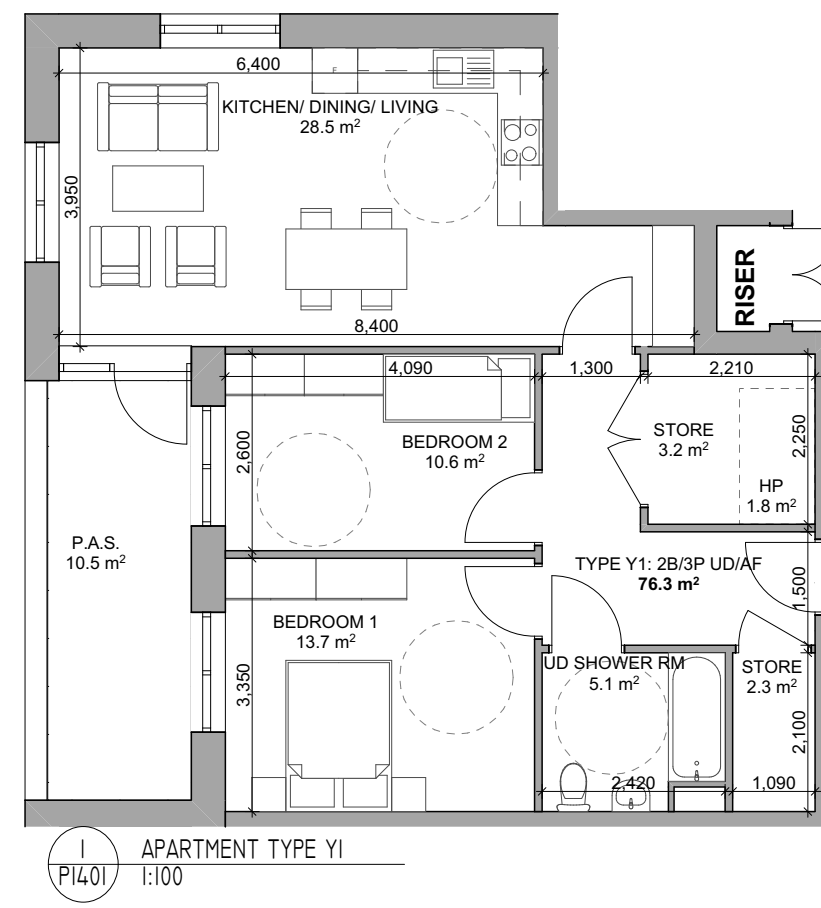 6,400
F
KITCHEN/ DINING/ LIVING
28.5 m²
3,950
RISER
8,400
4,090
1,300
2,210
2,600
BEDROOM 2
10.6 m²
STORE
3.2 m²
2,250
HP
1.8 m²
P.A.S.
10.5 m²
TYPE Y1: 2B/3P UD/AF
76.3 m²
1,500
BEDROOM 1
13.7 m²
3,350
UD SHOWER RM
5.1 m²
STORE
2.3 m²
2,100
2,420
1,090
1
P1401
APARTMENT TYPE Y1
1:100